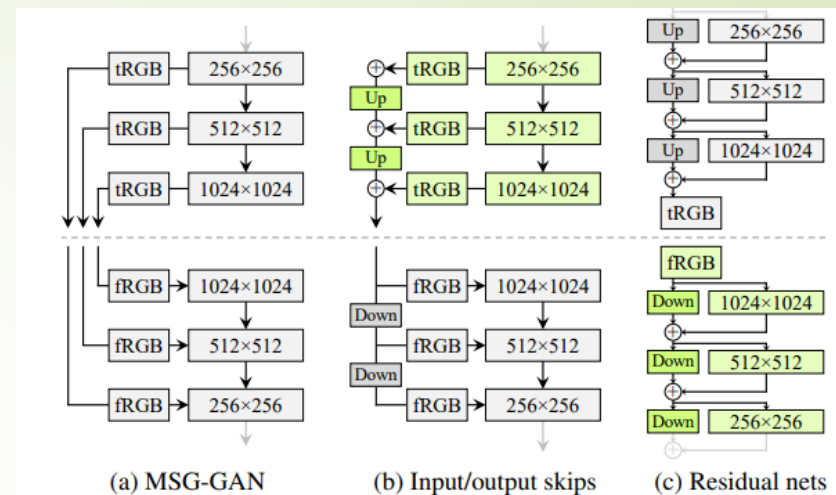 tRGB 256×256
tRGB 512×512
tRGB 1024×1024
fRGB 1024×1024
fRGB 512×512
fRGB 256×256
(a) MSG-GAN
tRGB 256×256
Up
tRGB 512×512
Up
tRGB 1024×1024
fRGB 1024×1024
Down
fRGB 512×512
Down
fRGB 256×256
(b) Input/output skips
Up 256×256
Up 512×512
Up 1024×1024
tRGB
fRGB
Down 1024×1024
Down 512×512
Down 256×256
(c) Residual nets